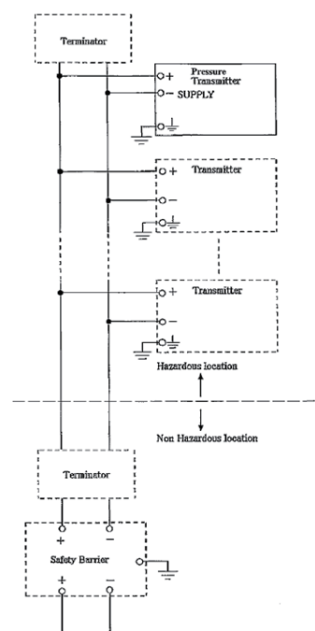 Terminator
+ Pressure
Transmitter
− SUPPLY
+ Transmitter
−
+ Transmitter
−
Hazardous location
Non Hazardous location
Terminator
+ −
Safety Barrier
+ −